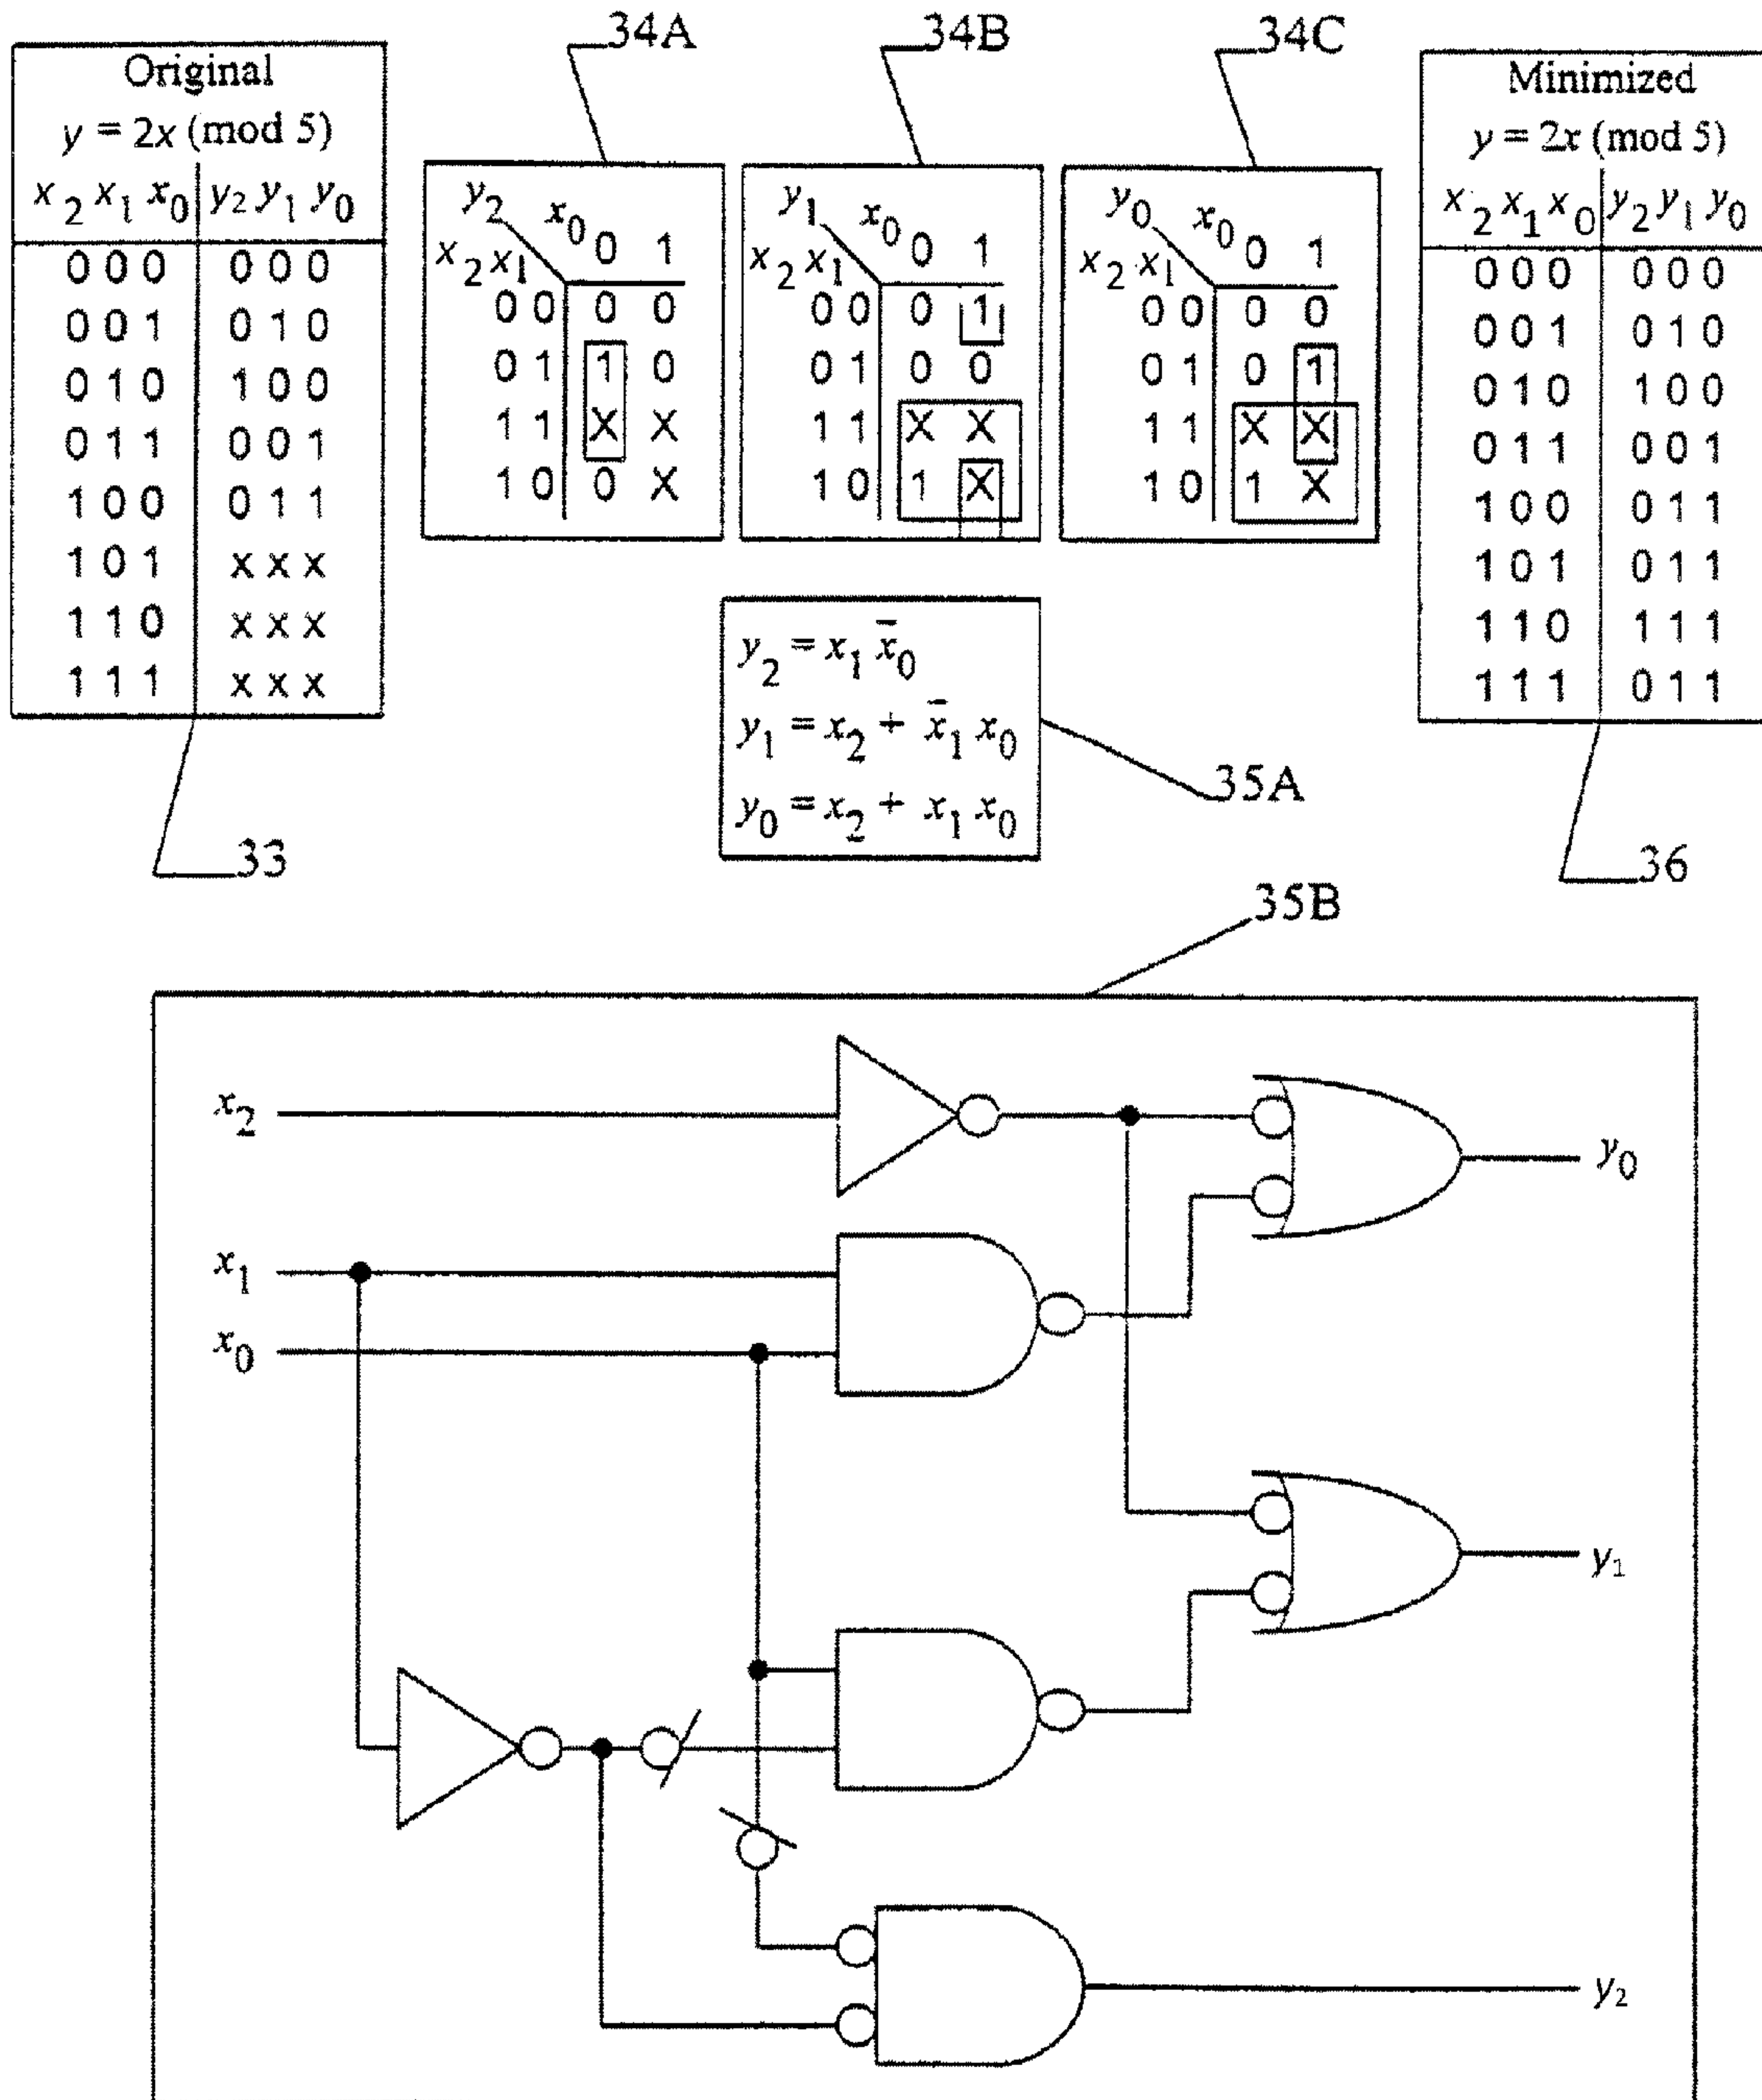 34A
34B
34C
Original
y = 2x (mod 5)
x₂ x₁ x₀ y₂ y₁ y₀
0 0 0 0 0 0
0 0 1 0 1 0
0 1 0 1 0 0
0 1 1 0 0 1
1 0 0 0 1 1
1 0 1 x x x
1 1 0 x x x
1 1 1 x x x
33
y₂ x₀ 0 1
x₂ x₁
0 0 0 0
0 1 1 0
1 1 X X
1 0 0 X
y₁ x₀ 0 1
x₂ x₁
0 0 0 1
0 1 0 0
1 1 X X
1 0 1 X
y₀ x₀ 0 1
x₂ x₁
0 0 0 0
0 1 0 1
1 1 X X
1 0 1 X
Minimized
y = 2x (mod 5)
x₂ x₁ x₀ y₂ y₁ y₀
0 0 0 0 0 0
0 0 1 0 1 0
0 1 0 1 0 0
0 1 1 0 0 1
1 0 0 0 1 1
1 0 1 0 1 1
1 1 0 1 1 1
1 1 1 0 1 1
36
y₂ = x₁ x̄₀
y₁ = x₂ + x̄₁ x₀
y₀ = x₂ + x₁ x₀
35A
35B
x₂
y₀
x₁
x₀
y₁
y₂